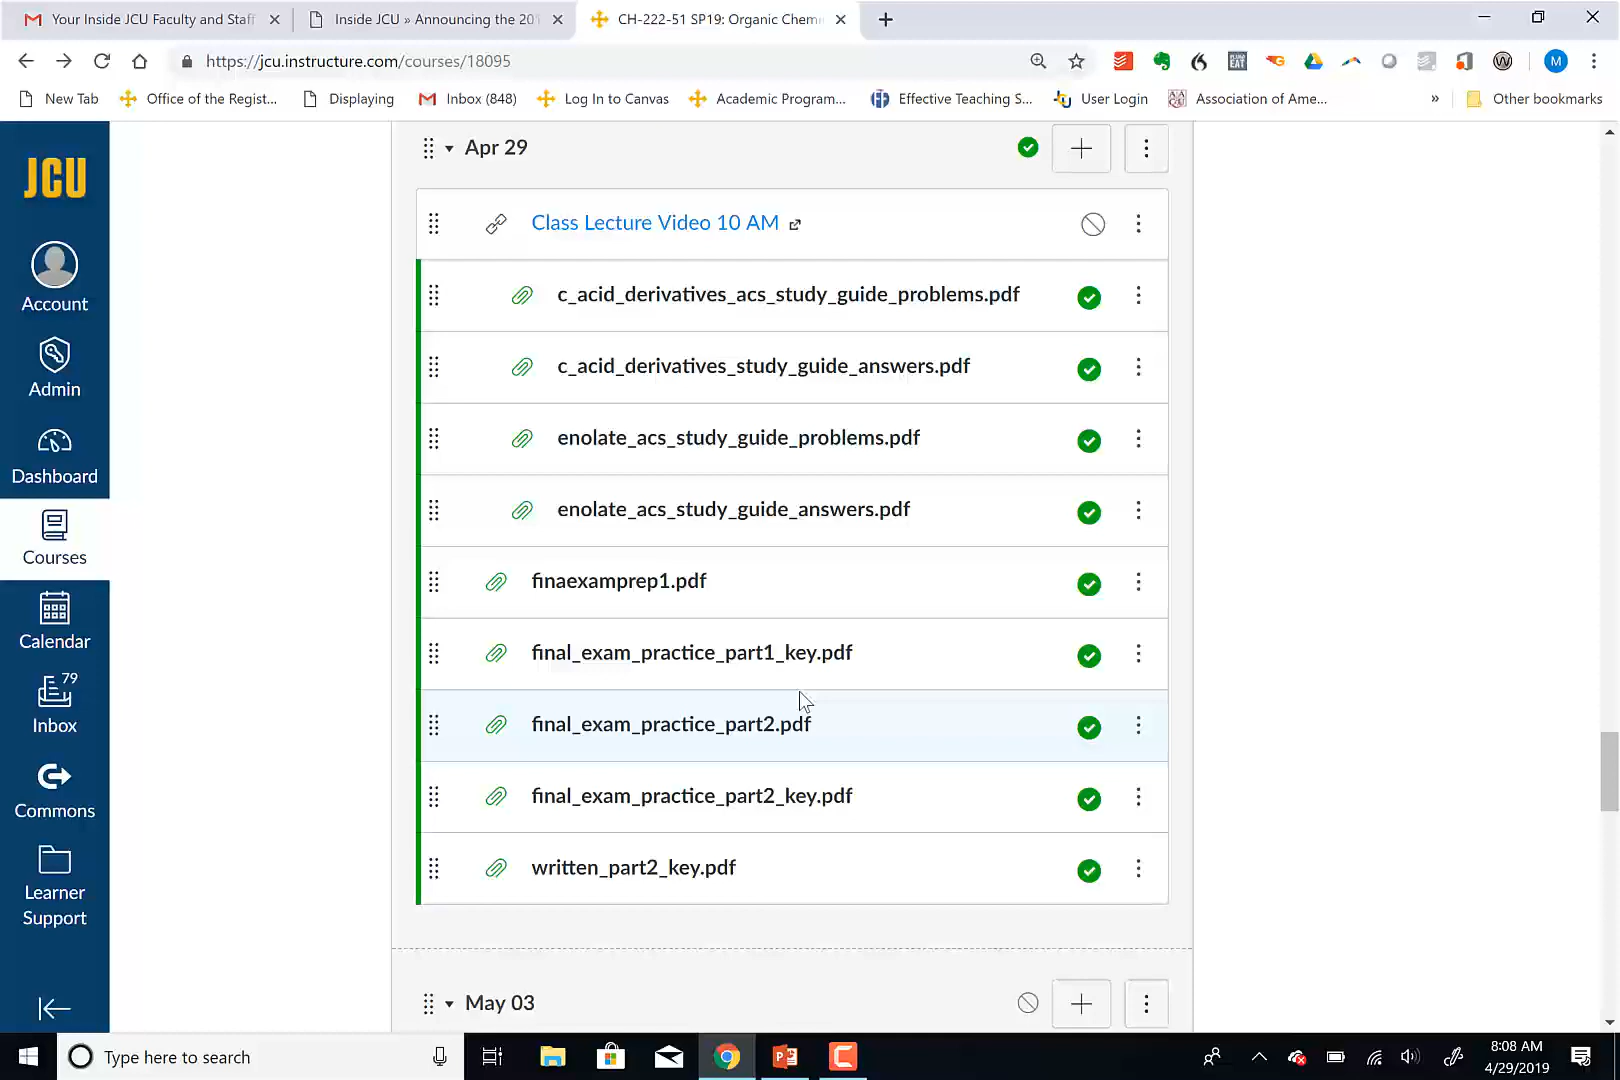 Your Inside JCU Faculty and Staff
Inside JCU » Announcing the 201
CH-222-51 SP19: Organic Chem
https://jcu.instructure.com/courses/18095
New Tab
Office of the Regist...
Displaying
Inbox (848)
Log In to Canvas
Academic Program...
Effective Teaching S...
User Login
Association of Ame...
»
Other bookmarks
JCU
Account
Admin
Dashboard
Courses
Calendar
79
Inbox
Commons
Learner
Support
Apr 29
Class Lecture Video 10 AM
c_acid_derivatives_acs_study_guide_problems.pdf
c_acid_derivatives_study_guide_answers.pdf
enolate_acs_study_guide_problems.pdf
enolate_acs_study_guide_answers.pdf
finaexamprep1.pdf
final_exam_practice_part1_key.pdf
final_exam_practice_part2.pdf
final_exam_practice_part2_key.pdf
written_part2_key.pdf
May 03
Type here to search
8:08 AM
4/29/2019